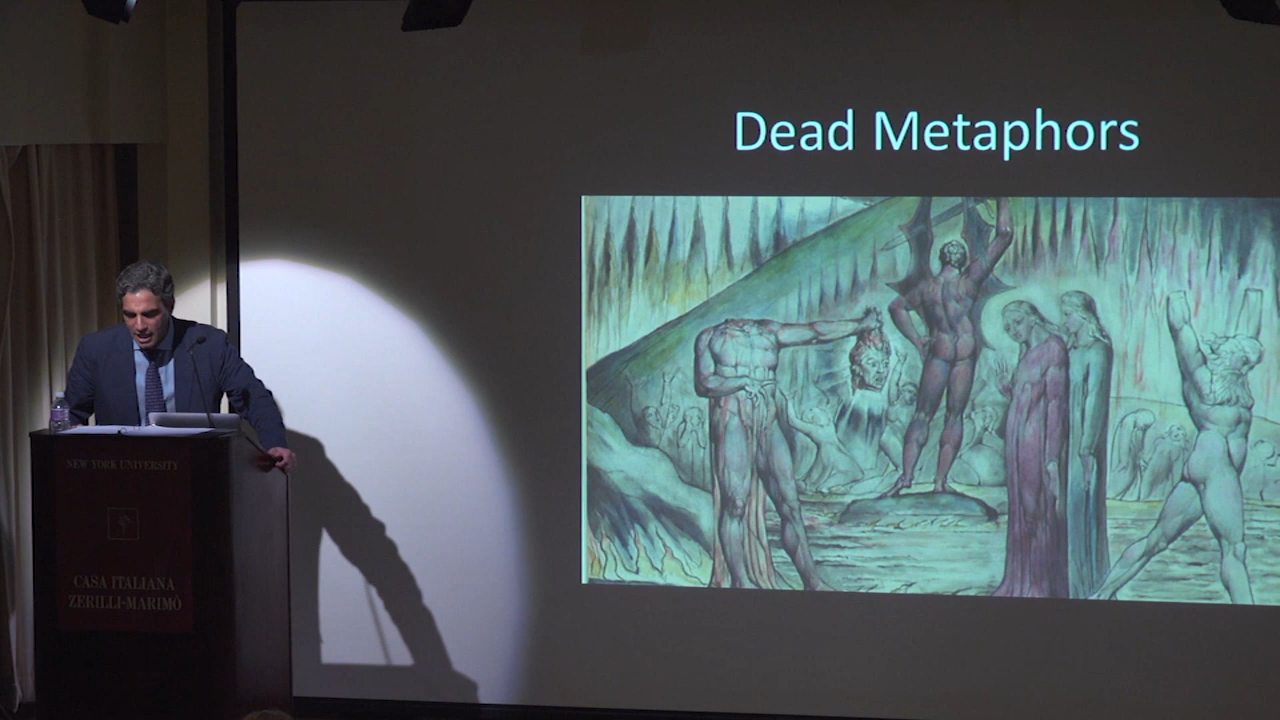 Dead Metaphors
NEW YORK UNIVERSITY
CASA ITALIANA
ZERILLI-MARIMÒ